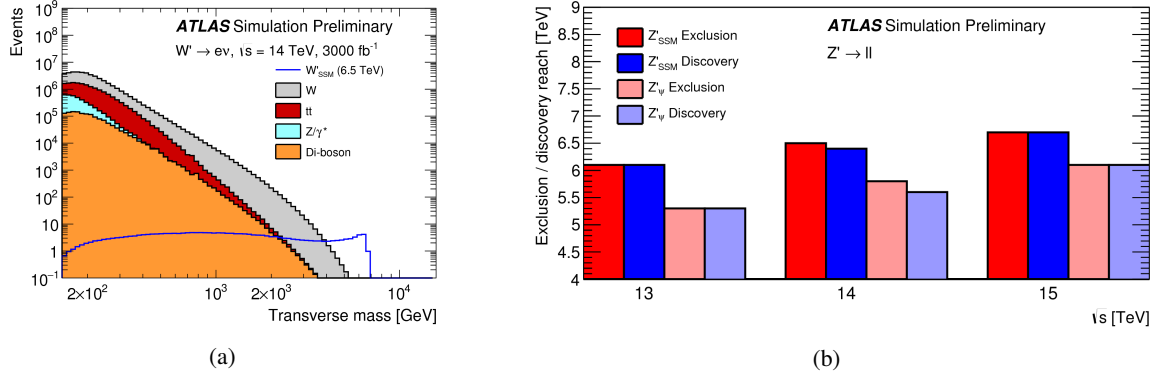 ATLAS Simulation Preliminary
W' → eν, √s = 14 TeV, 3000 fb⁻¹
W'SSM (6.5 TeV)
W
tt
Z/γ*
Di-boson
Events
10⁹
10⁸
10⁷
10⁶
10⁵
10⁴
10³
10²
10
1
10⁻¹
2×10² 10³ 2×10³ 10⁴
Transverse mass [GeV]
(a)
ATLAS Simulation Preliminary
Z' → ll
Z'SSM Exclusion
Z'SSM Discovery
Z'ψ Exclusion
Z'ψ Discovery
Exclusion / discovery reach [TeV]
9
8.5
8
7.5
7
6.5
6
5.5
5
4.5
4
13 14 15
√s [TeV]
(b)